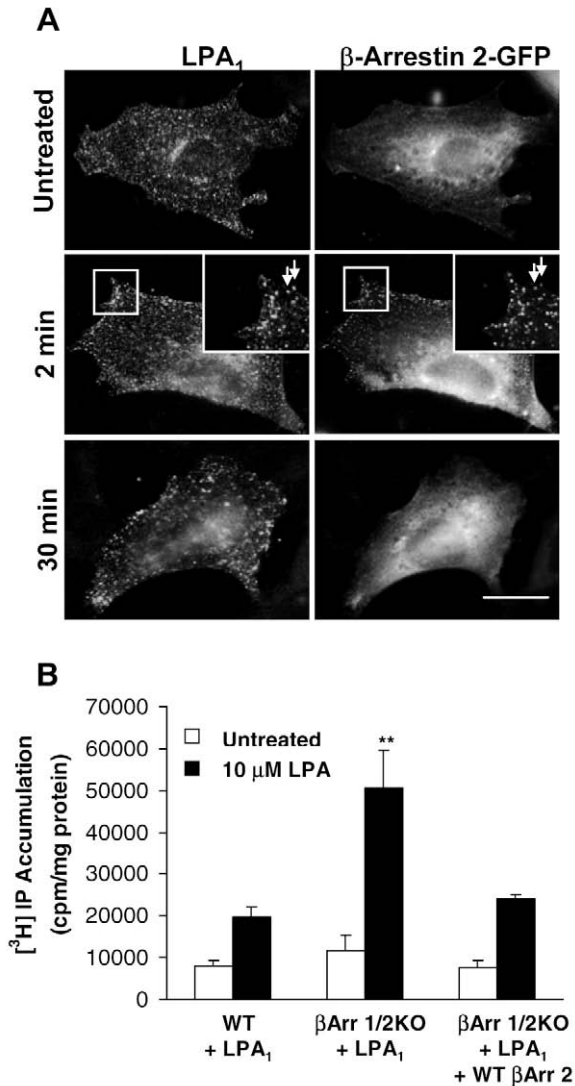 A
LPA₁ β-Arrestin 2-GFP
Untreated
2 min
30 min
B
[³H] IP Accumulation
(cpm/mg protein)
70000
60000
50000
40000
30000
20000
10000
0
Untreated
10 μM LPA
**
WT
+ LPA₁
βArr 1/2KO
+ LPA₁
βArr 1/2KO
+ LPA₁
+ WT βArr 2